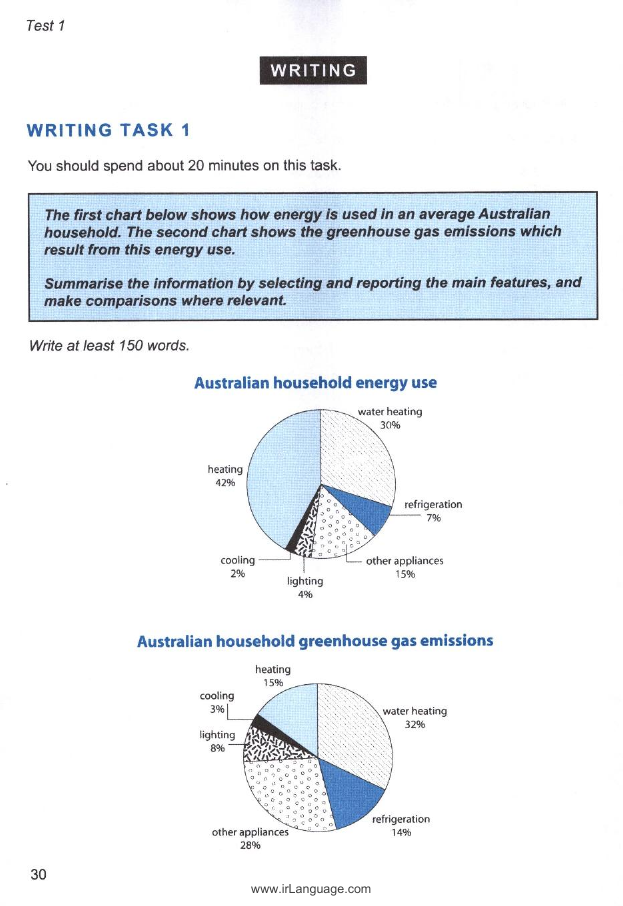 Test 1
WRITING
WRITING TASK 1
You should spend about 20 minutes on this task.
The first chart below shows how energy is used in an average Australian
household. The second chart shows the greenhouse gas emissions which
result from this energy use.
Summarise the information by selecting and reporting the main features, and
make comparisons where relevant.
Write at least 150 words.
Australian household energy use
water heating
30%
heating
42%
refrigeration
7%
cooling
2%
other appliances
15%
lighting
4%
Australian household greenhouse gas emissions
heating
15%
cooling
3%
water heating
32%
lighting
8%
refrigeration
14%
other appliances
28%
30
www.irLanguage.com